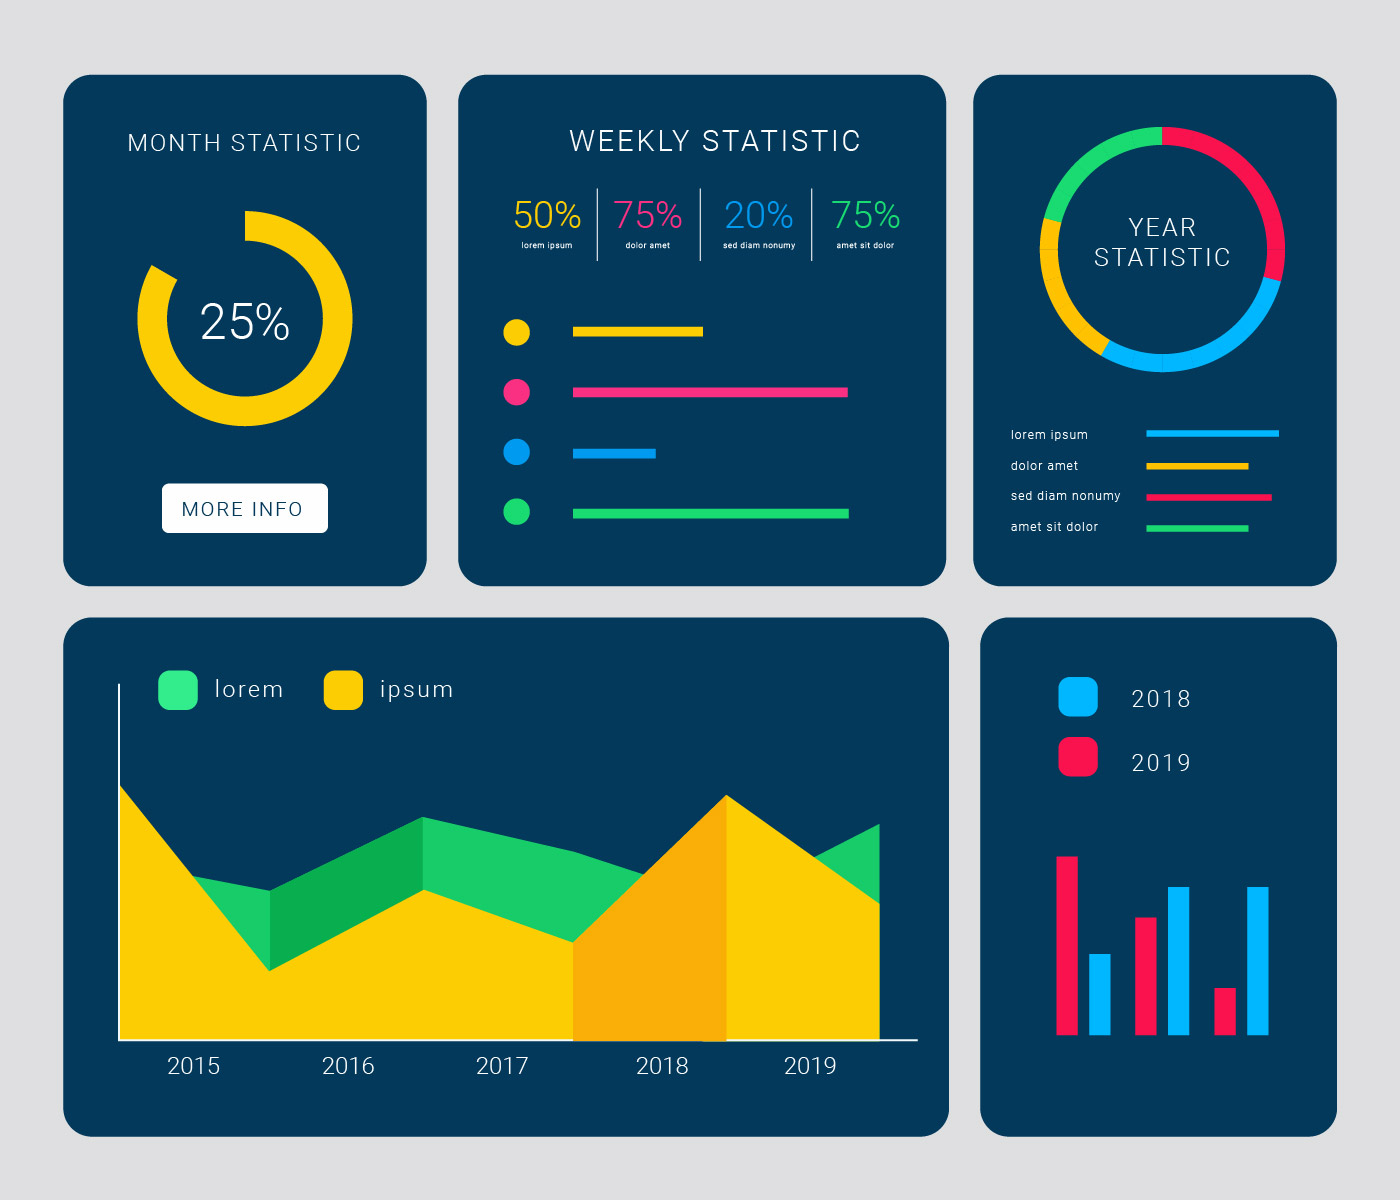 MONTH STATISTIC
25%
MORE INFO
WEEKLY STATISTIC
50% 75% 20% 75%
lorem ipsum dolor amet sed diam nonumy amet sit dolor
YEAR
STATISTIC
lorem ipsum
dolor amet
sed diam nonumy
amet sit dolor
lorem ipsum
2015 2016 2017 2018 2019
2018
2019